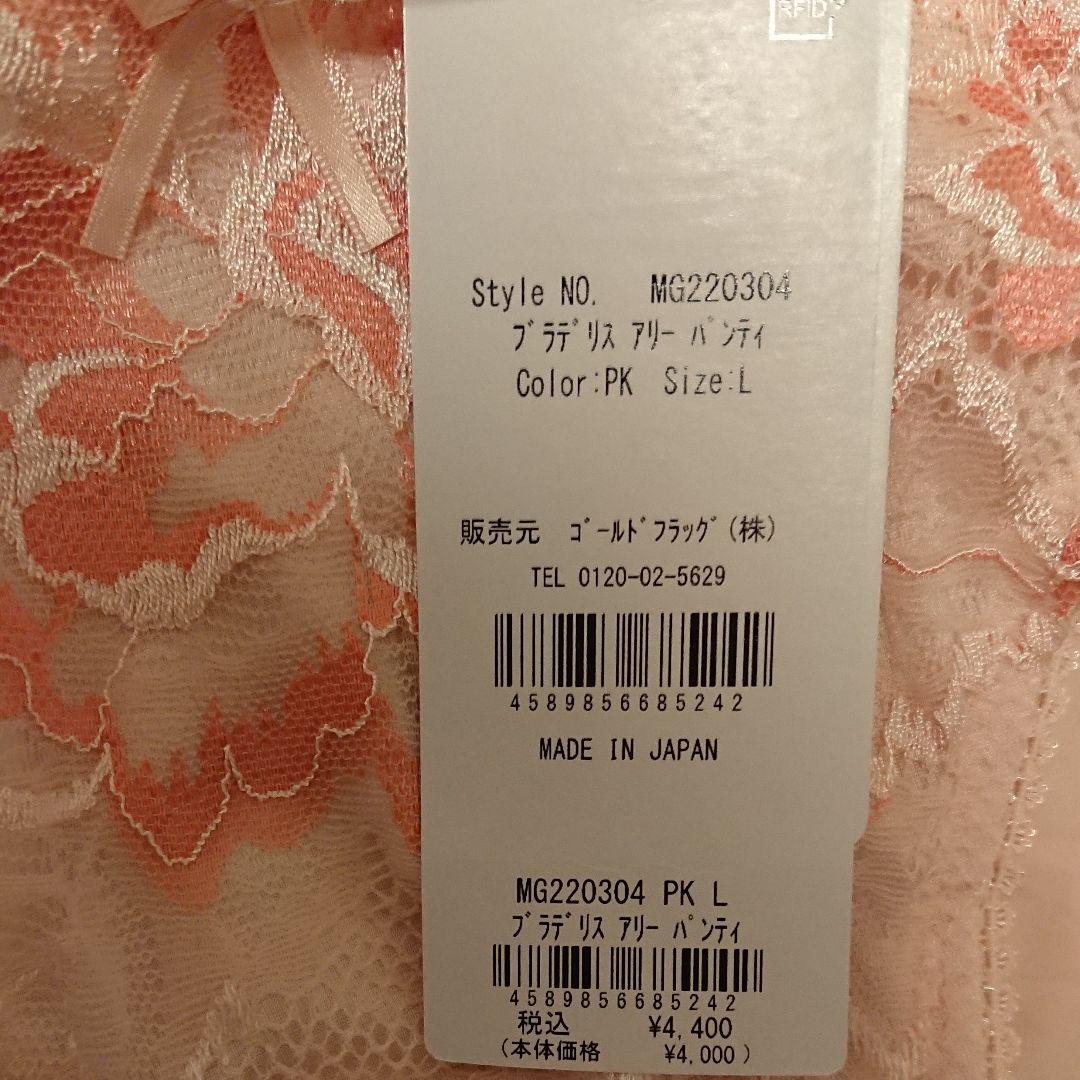 RFID
Style NO. MG220304
ﾌﾞﾗﾃﾞﾘｽ ｱﾘｰ ﾊﾟﾝﾃｨ
Color:PK Size:L
販売元 ｺﾞｰﾙﾄﾞﾌﾗｯｸﾞ(株)
TEL 0120-02-5629
4589856685242
MADE IN JAPAN
MG220304 PK L
ﾌﾞﾗﾃﾞﾘｽ ｱﾘｰ ﾊﾟﾝﾃｨ
4589856685242
税込 ¥4,400
(本体価格 ¥4,000)